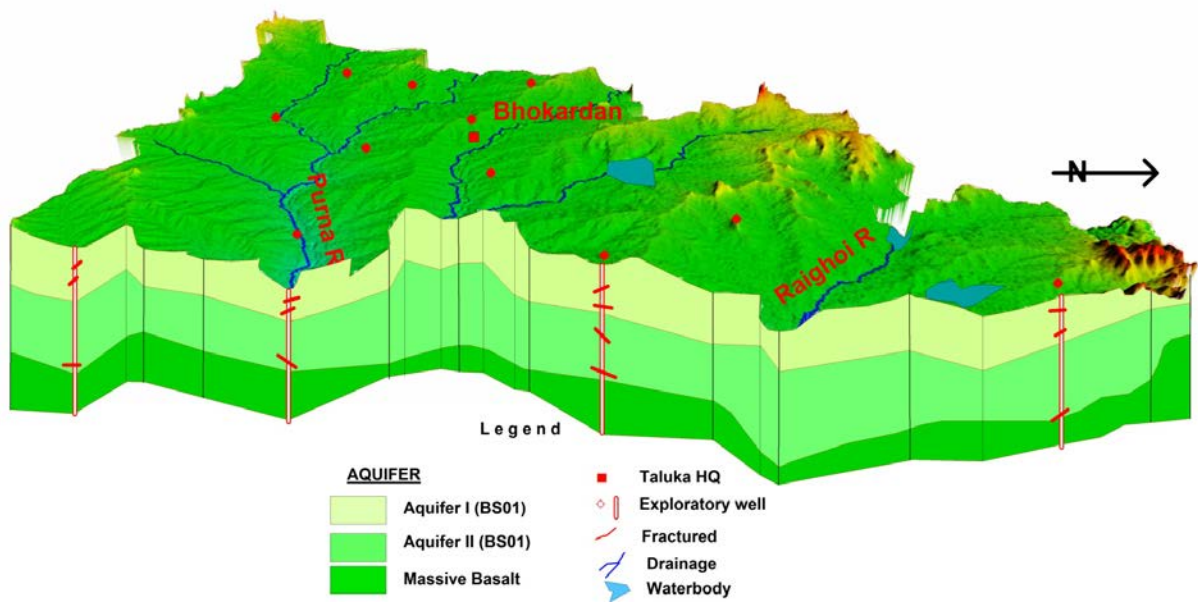 Bhokardan
N
Purna R
Raighoi R
Legend
AQUIFER
Aquifer I (BS01)
Aquifer II (BS01)
Massive Basalt
Taluka HQ
Exploratory well
Fractured
Drainage
Waterbody